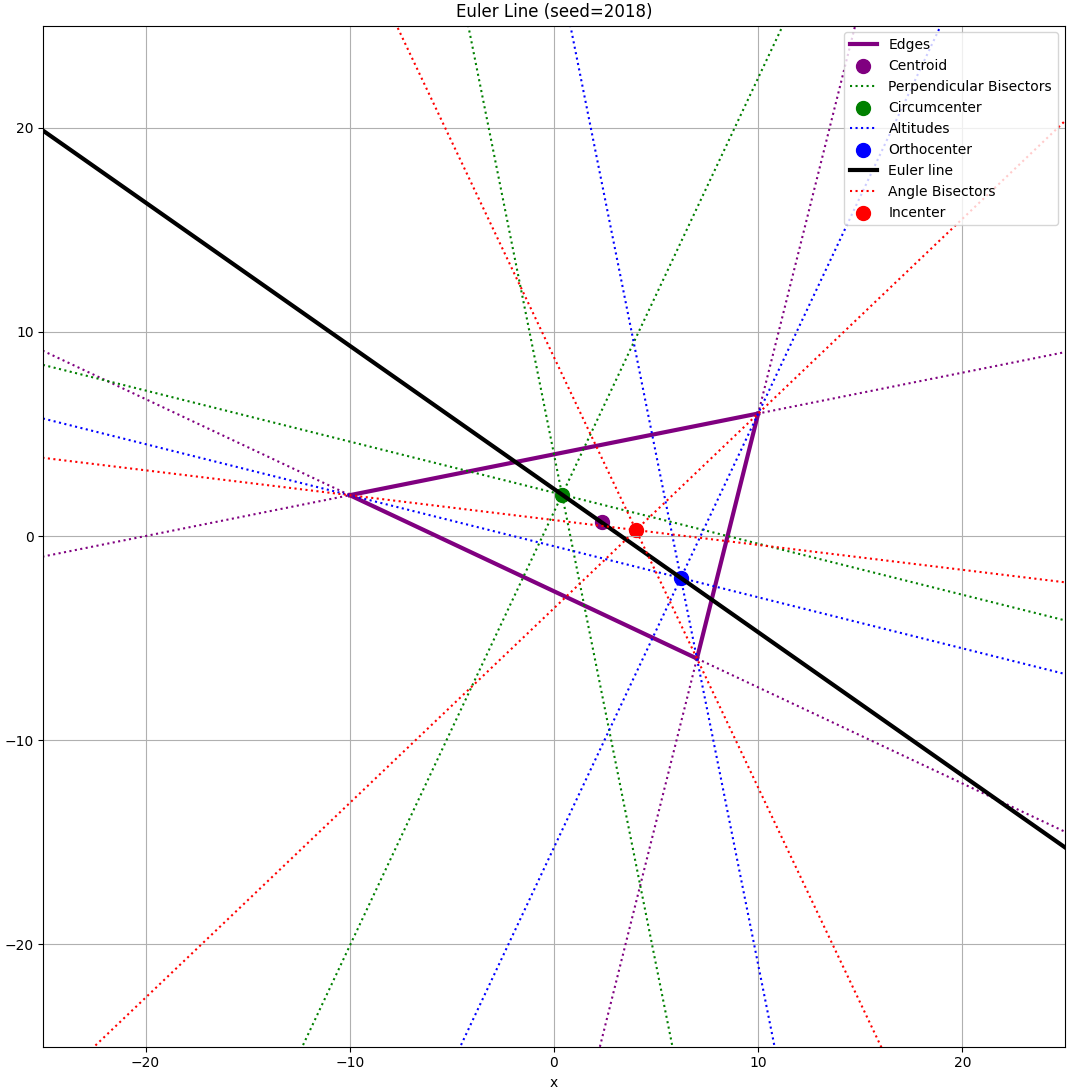 Euler Line (seed=2018)
Edges
Centroid
Perpendicular Bisectors
Circumcenter
Altitudes
Orthocenter
Euler line
Angle Bisectors
Incenter
20
10
0
−10
−20
−20 −10 0 10 20
x